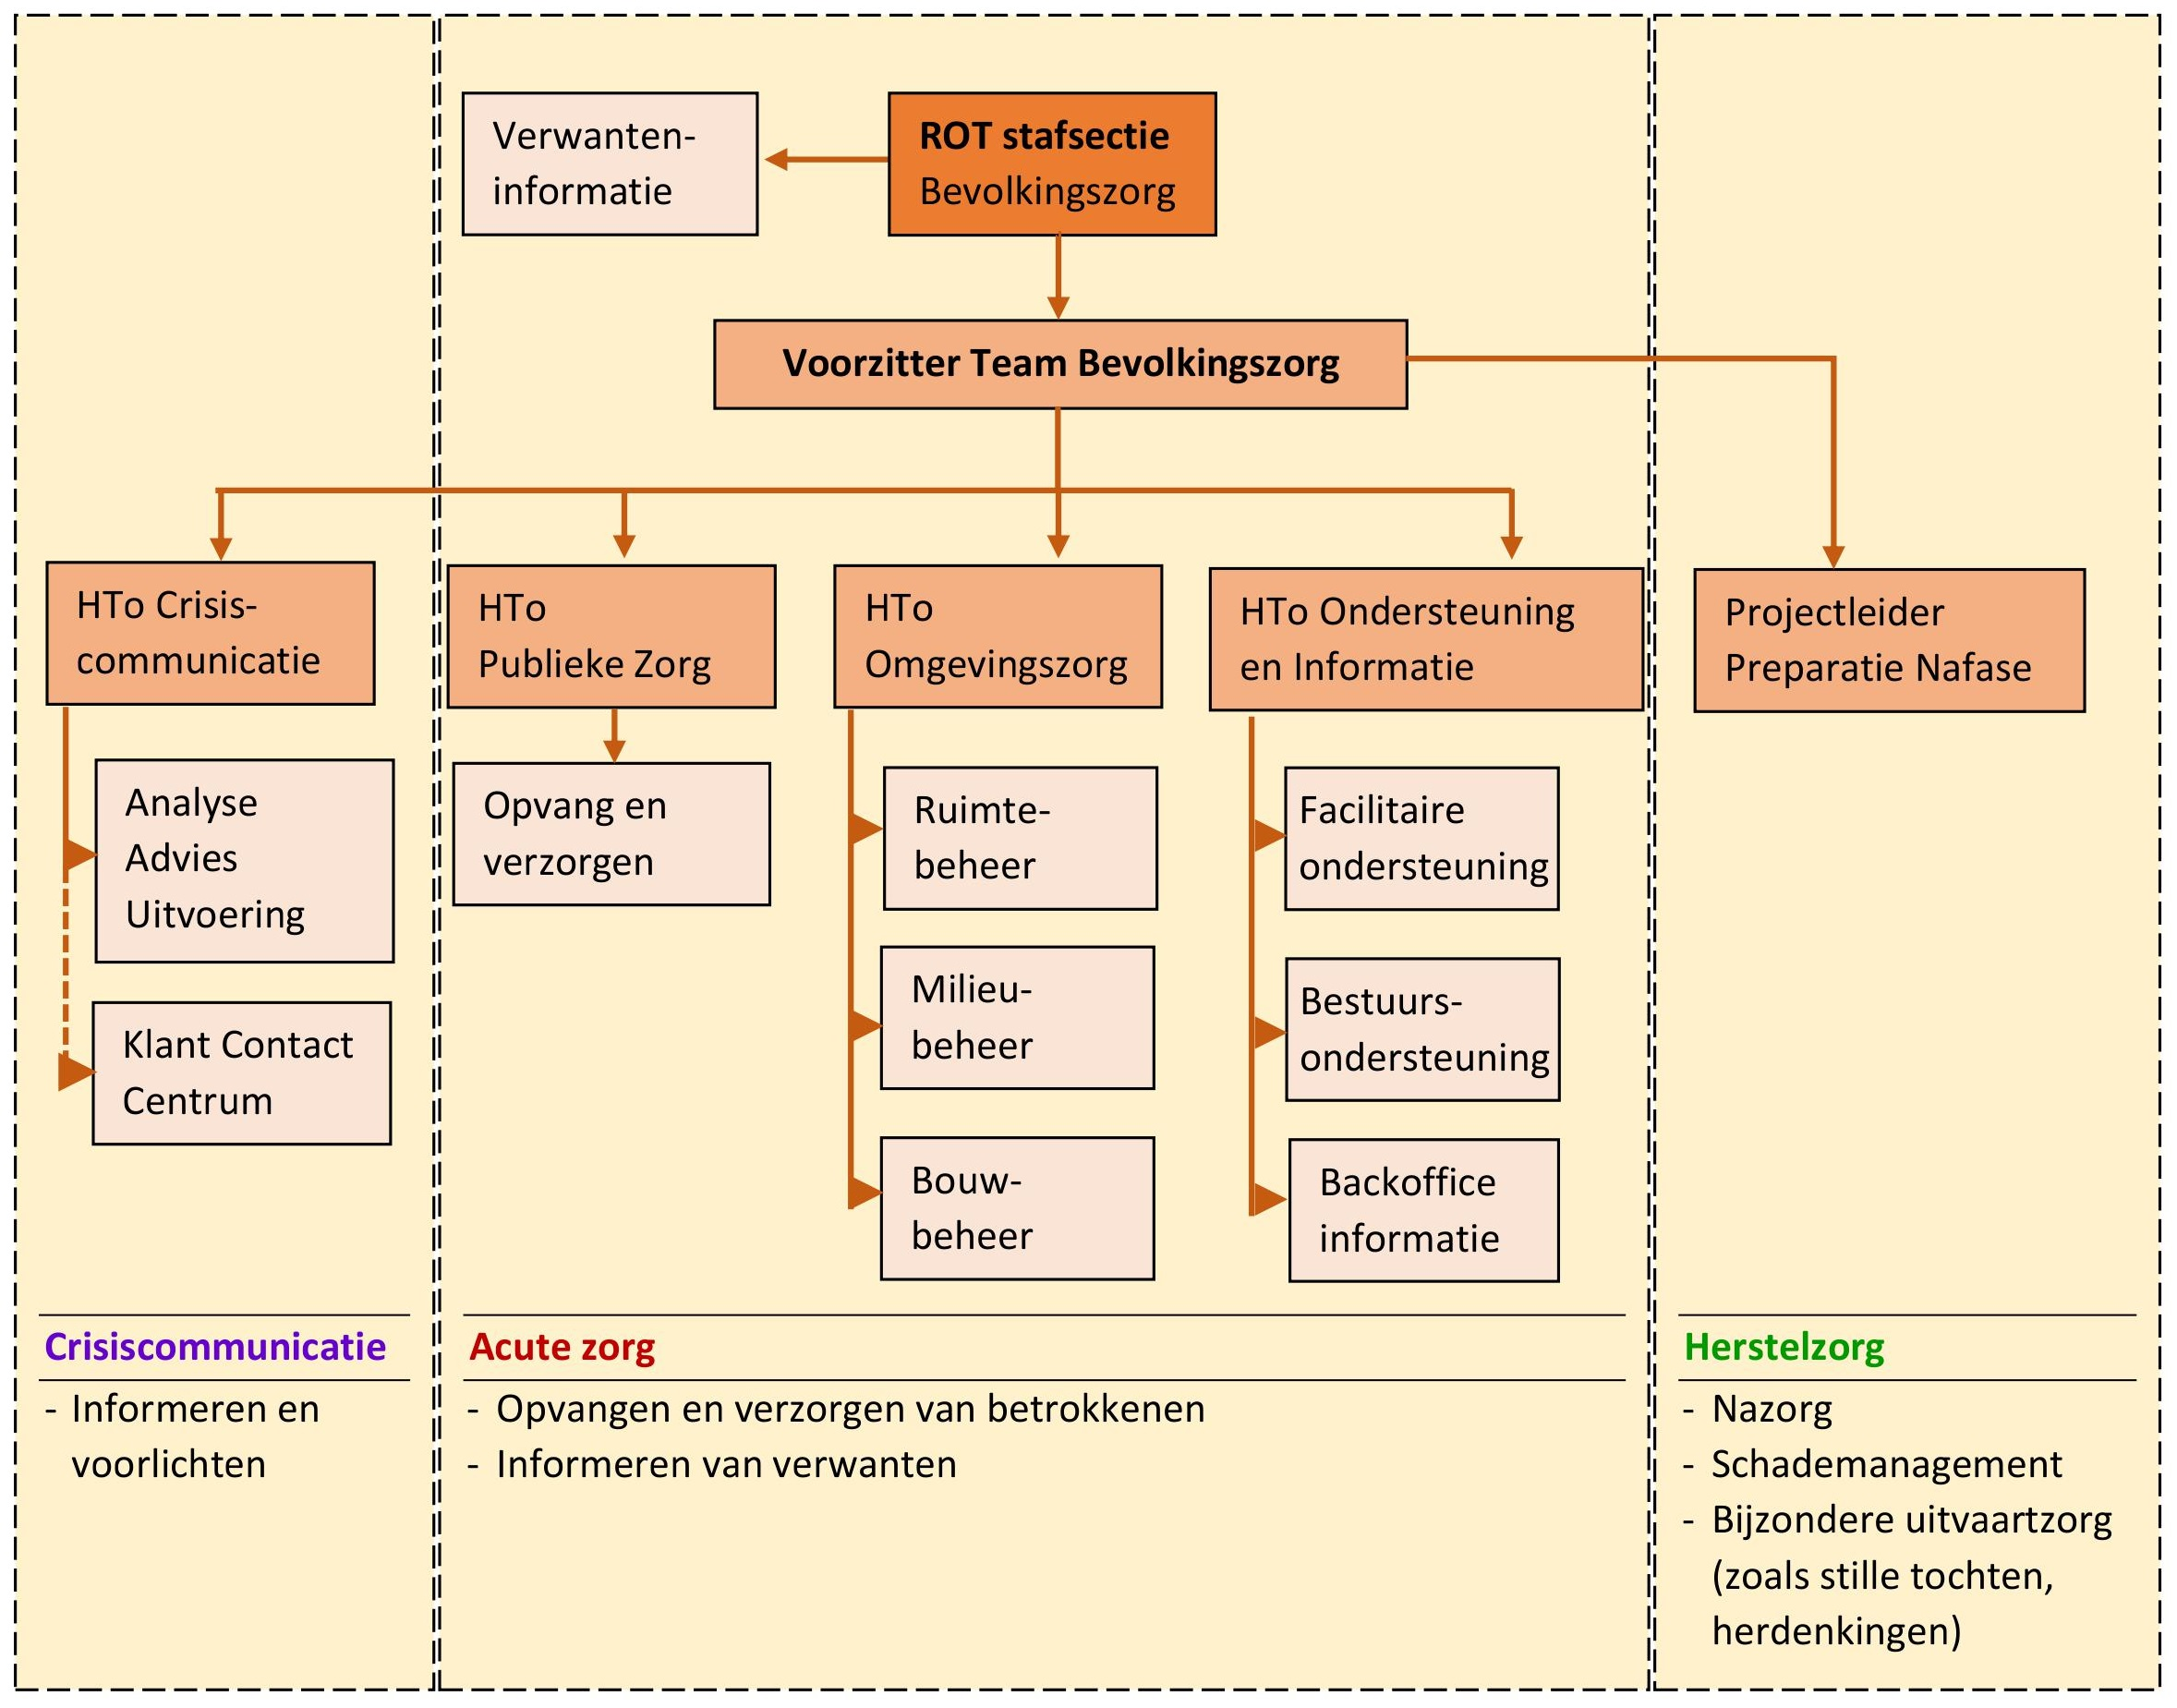 Verwanten-
informatie
ROT stafsectie
Bevolkingszorg
Voorzitter Team Bevolkingszorg
HTo Crisis-
communicatie
HTo
Publieke Zorg
HTo
Omgevingszorg
HTo Ondersteuning
en Informatie
Projectleider
Preparatie Nafase
Analyse
Advies
Uitvoering
Klant Contact
Centrum
Opvang en
verzorgen
Ruimte-
beheer
Milieu-
beheer
Bouw-
beheer
Facilitaire
ondersteuning
Bestuurs-
ondersteuning
Backoffice
informatie
Crisiscommunicatie
- Informeren en
voorlichten
Acute zorg
- Opvangen en verzorgen van betrokkenen
- Informeren van verwanten
Herstelzorg
- Nazorg
- Schademanagement
- Bijzondere uitvaartzorg
(zoals stille tochten,
herdenkingen)